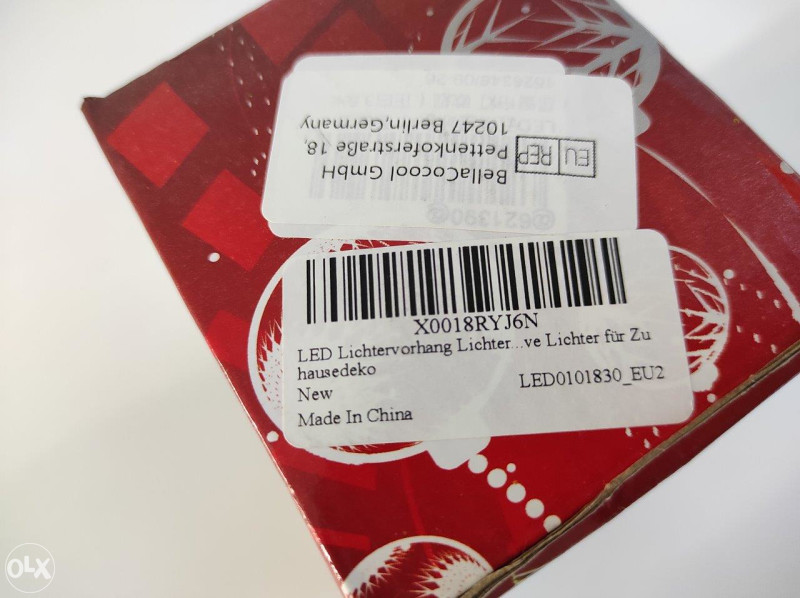 BellaCocool GmbH
Pettenkoferstraße 18,
10247 Berlin,Germany
EU REP
@621390@
X0018RYJ6N
LED Lichtervorhang Lichter...ve Lichter für Zu
hausedeko
New
LED0101830_EU2
Made In China
OLX